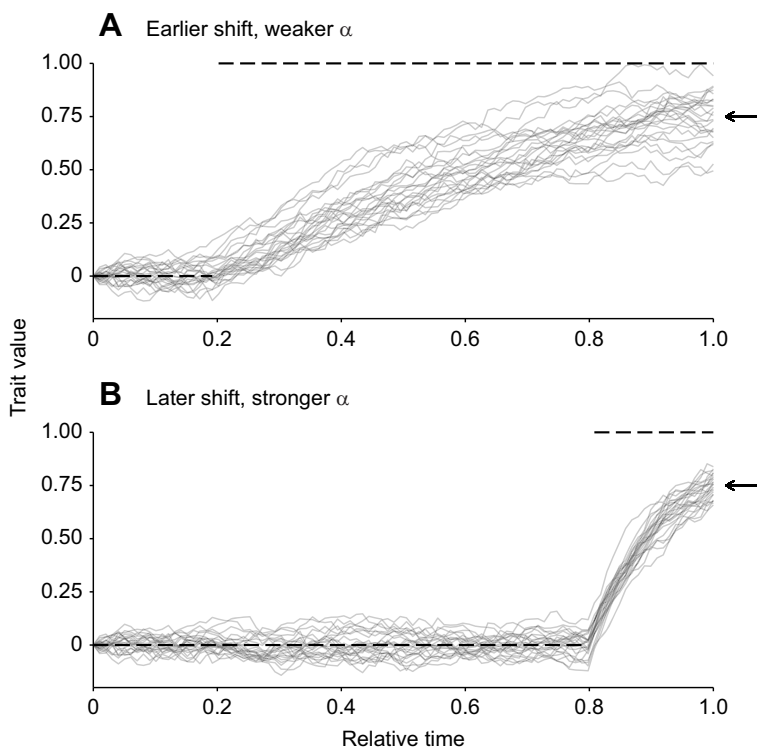 A Earlier shift, weaker α
1.00
0.75
0.50
0.25
0
0 0.2 0.4 0.6 0.8 1.0
Trait value
B Later shift, stronger α
1.00
0.75
0.50
0.25
0
0 0.2 0.4 0.6 0.8 1.0
Relative time